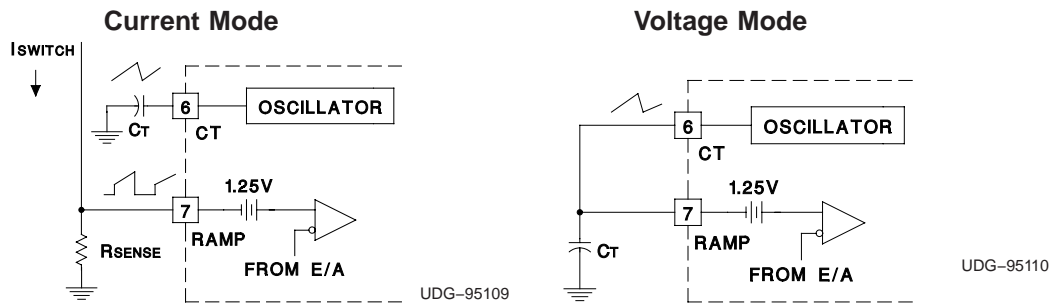 Current Mode
ISWITCH
6
OSCILLATOR
CT
CT
1.25V
7
RAMP
RSENSE
FROM E/A
UDG–95109
Voltage Mode
6
OSCILLATOR
CT
1.25V
7
RAMP
CT
FROM E/A
UDG–95110